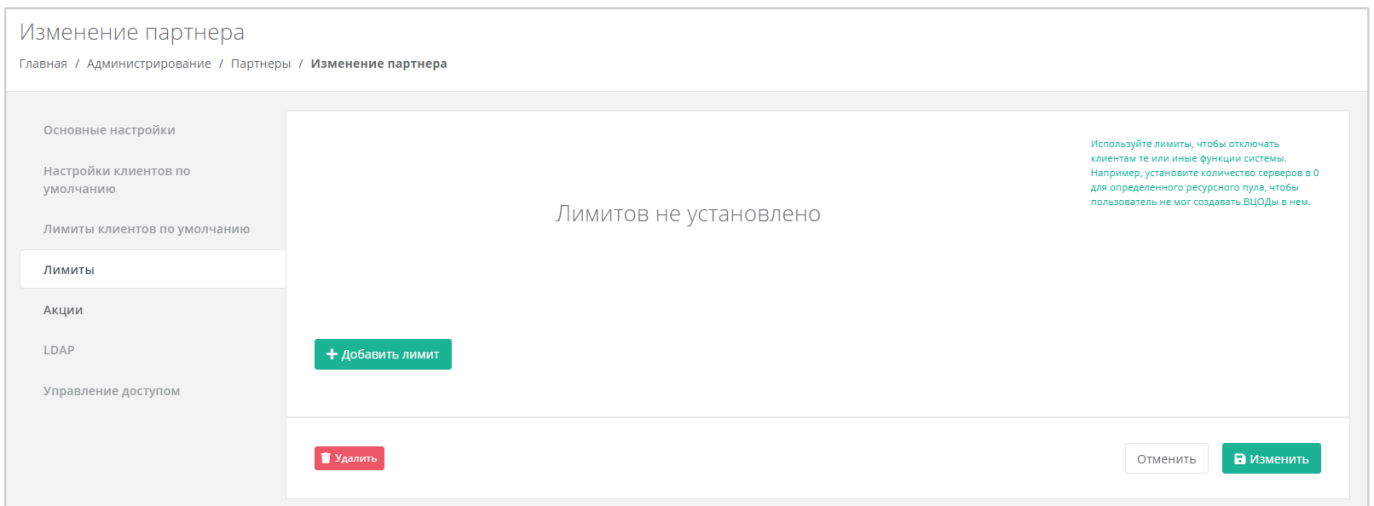 Изменение партнера
Главная / Администрирование / Партнеры / Изменение партнера
Основные настройки
Настройки клиентов по
умолчанию
Лимиты клиентов по умолчанию
Лимиты
Акции
LDAP
Управление доступом
Лимитов не установлено
Используйте лимиты, чтобы отключать
клиентам те или иные функции системы.
Например, установите количество серверов в 0
для определенного ресурсного пула, чтобы
пользователь не мог создавать ВЦОДы в нем.
Добавить лимит
Удалить
Отменить
Изменить